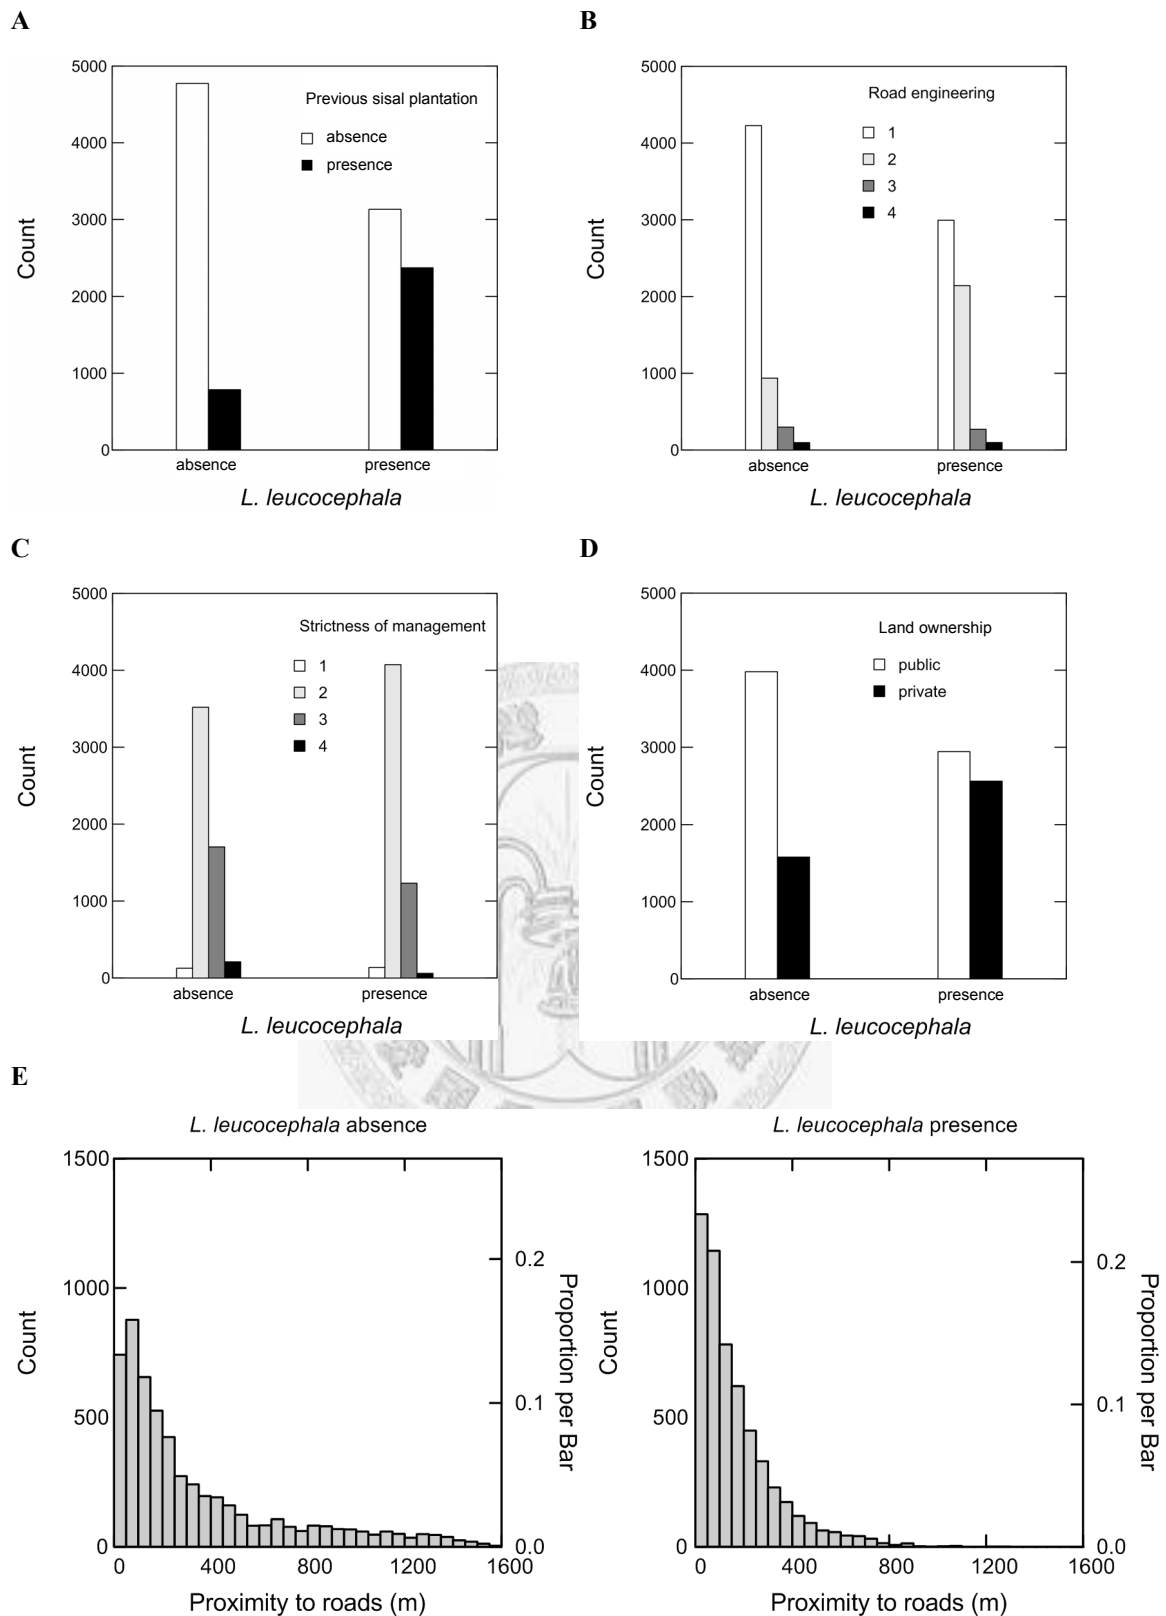 A
5000
4000
3000
2000
1000
0
Count
Previous sisal plantation
absence
presence
absence
presence
L. leucocephala
B
5000
4000
3000
2000
1000
0
Count
Road engineering
1
2
3
4
absence
presence
L. leucocephala
C
5000
4000
3000
2000
1000
0
Count
Strictness of management
1
2
3
4
absence
presence
L. leucocephala
D
5000
4000
3000
2000
1000
0
Count
Land ownership
public
private
absence
presence
L. leucocephala
E
L. leucocephala absence
1500
1000
500
0
Count
0.2
0.1
0.0
Proportion per Bar
0 400 800 1200 1600
Proximity to roads (m)
L. leucocephala presence
1500
1000
500
0
Count
0.2
0.1
0.0
Proportion per Bar
0 400 800 1200 1600
Proximity to roads (m)